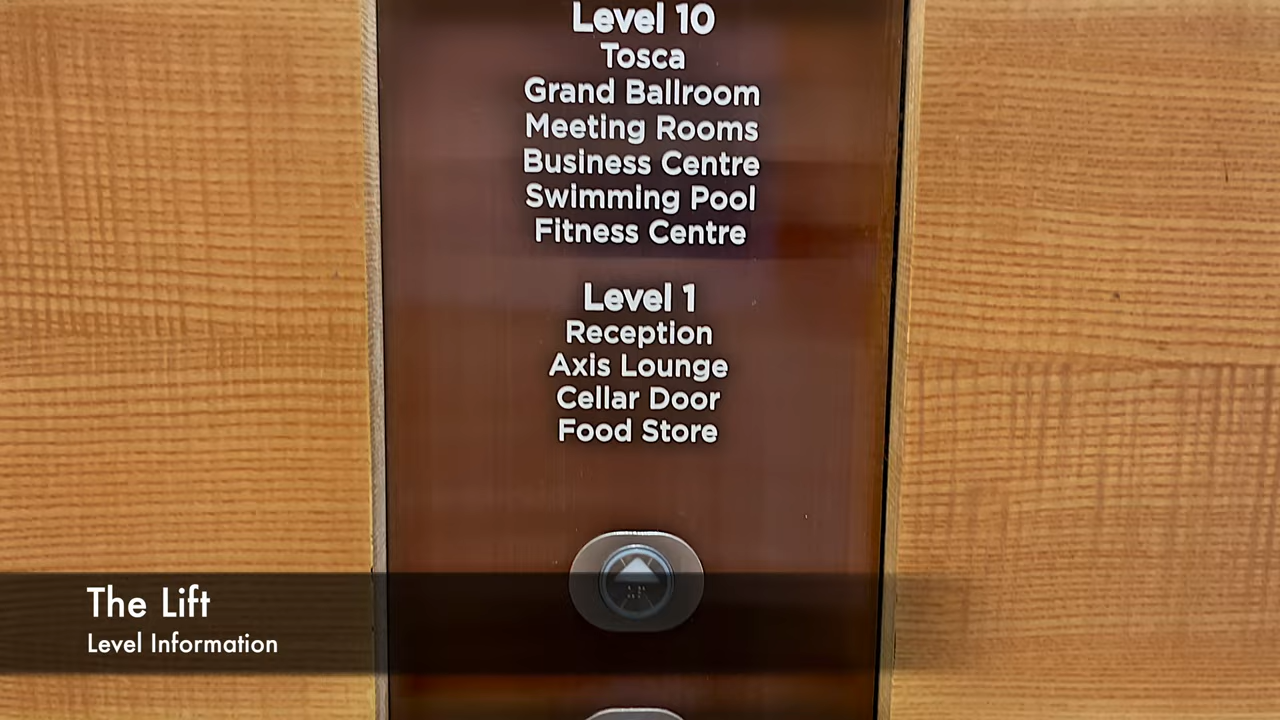 Level 10
Tosca
Grand Ballroom
Meeting Rooms
Business Centre
Swimming Pool
Fitness Centre
Level 1
Reception
Axis Lounge
Cellar Door
Food Store
The Lift
Level Information